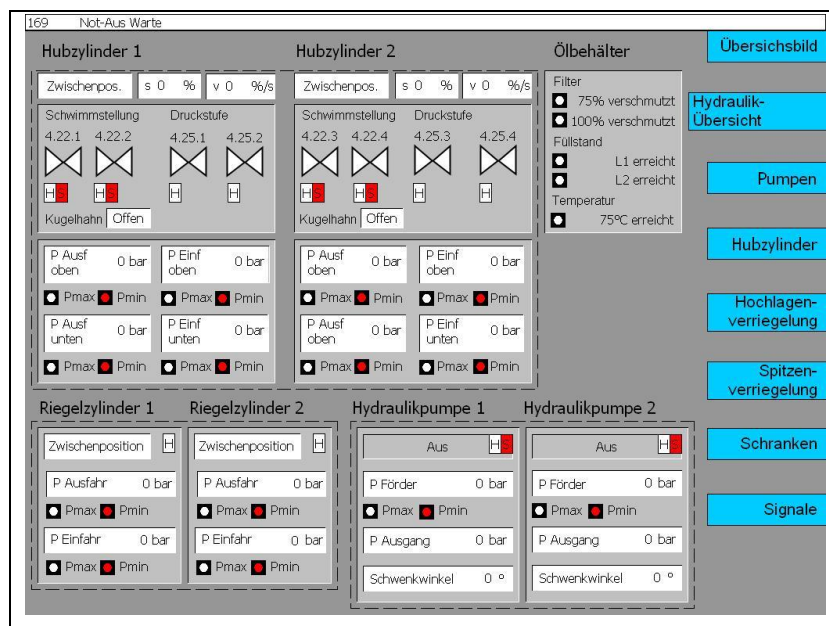 169 Not-Aus Warte
Hubzylinder 1
Zwischenpos. s 0 % v 0 %/s
Schwimmstellung Druckstufe
4.22.1 4.22.2 4.25.1 4.25.2
H S H S H H
Kugelhahn Offen
P Ausf oben 0 bar P Einf oben 0 bar
Pmax Pmin Pmax Pmin
P Ausf unten 0 bar P Einf unten 0 bar
Pmax Pmin Pmax Pmin
Hubzylinder 2
Zwischenpos. s 0 % v 0 %/s
Schwimmstellung Druckstufe
4.22.3 4.22.4 4.25.3 4.25.4
H S H S H H
Kugelhahn Offen
P Ausf oben 0 bar P Einf oben 0 bar
Pmax Pmin Pmax Pmin
P Ausf oben 0 bar P Einf unten 0 bar
Pmax Pmin Pmax Pmin
Ölbehälter
Filter
75% verschmutzt
100% verschmutzt
Füllstand
L1 erreicht
L2 erreicht
Temperatur
75ºC erreicht
Riegelzylinder 1
Zwischenposition H
P Ausfahr 0 bar
Pmax Pmin
P Einfahr 0 bar
Pmax Pmin
Riegelzylinder 2
Zwischenposition H
P Ausfahr 0 bar
Pmax Pmin
P Einfahr 0 bar
Pmax Pmin
Hydraulikpumpe 1
Aus H S
P Förder 0 bar
Pmax Pmin
P Ausgang 0 bar
Schwenkwinkel 0 º
Hydraulikpumpe 2
Aus H S
P Förder 0 bar
Pmax Pmin
P Ausgang 0 bar
Schwenkwinkel 0 º
Übersichsbild
Hydraulik-
Übersicht
Pumpen
Hubzylinder
Hochlagen-
verriegelung
Spitzen-
verriegelung
Schranken
Signale